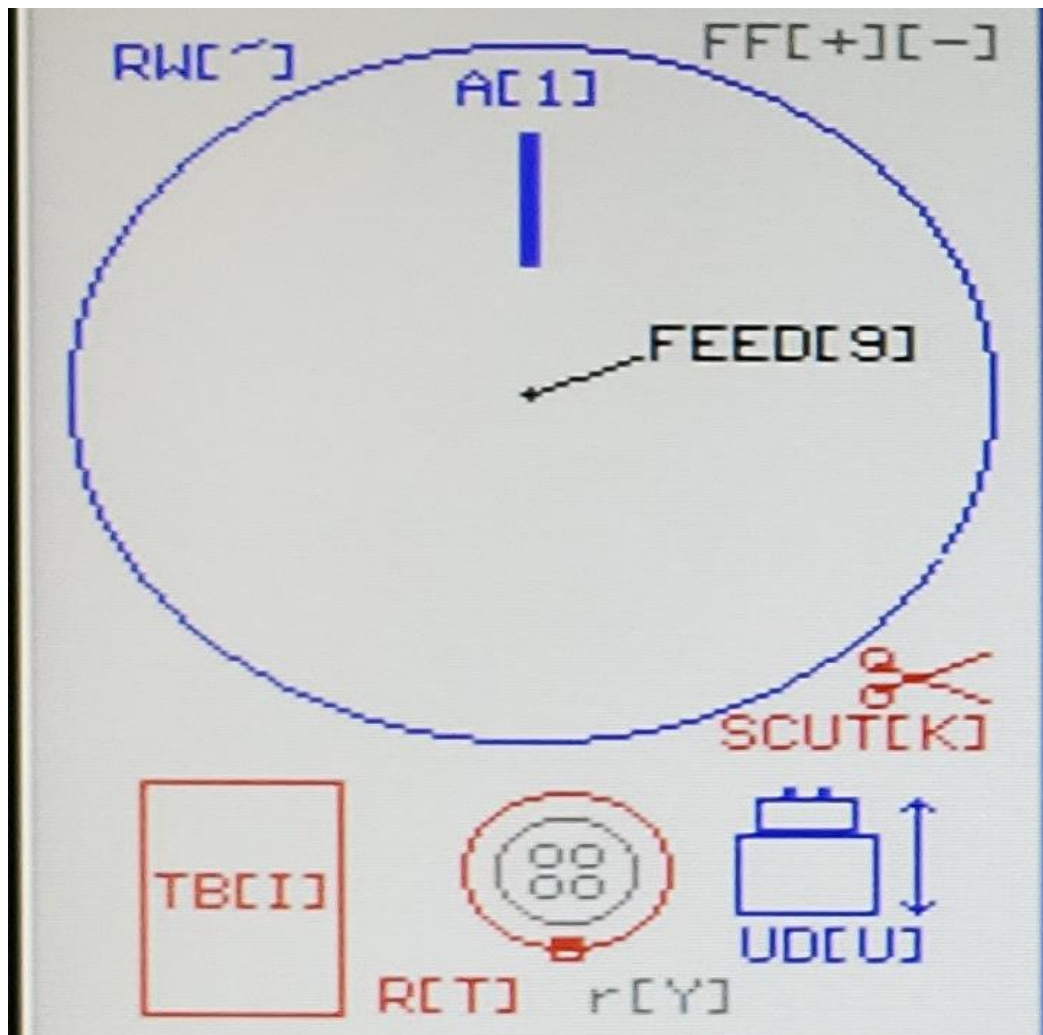 RW[~] FF[+][-]
A[1]
FEED[9]
SCUT[K]
TB[I]
UD[U]
R[T] r[Y]